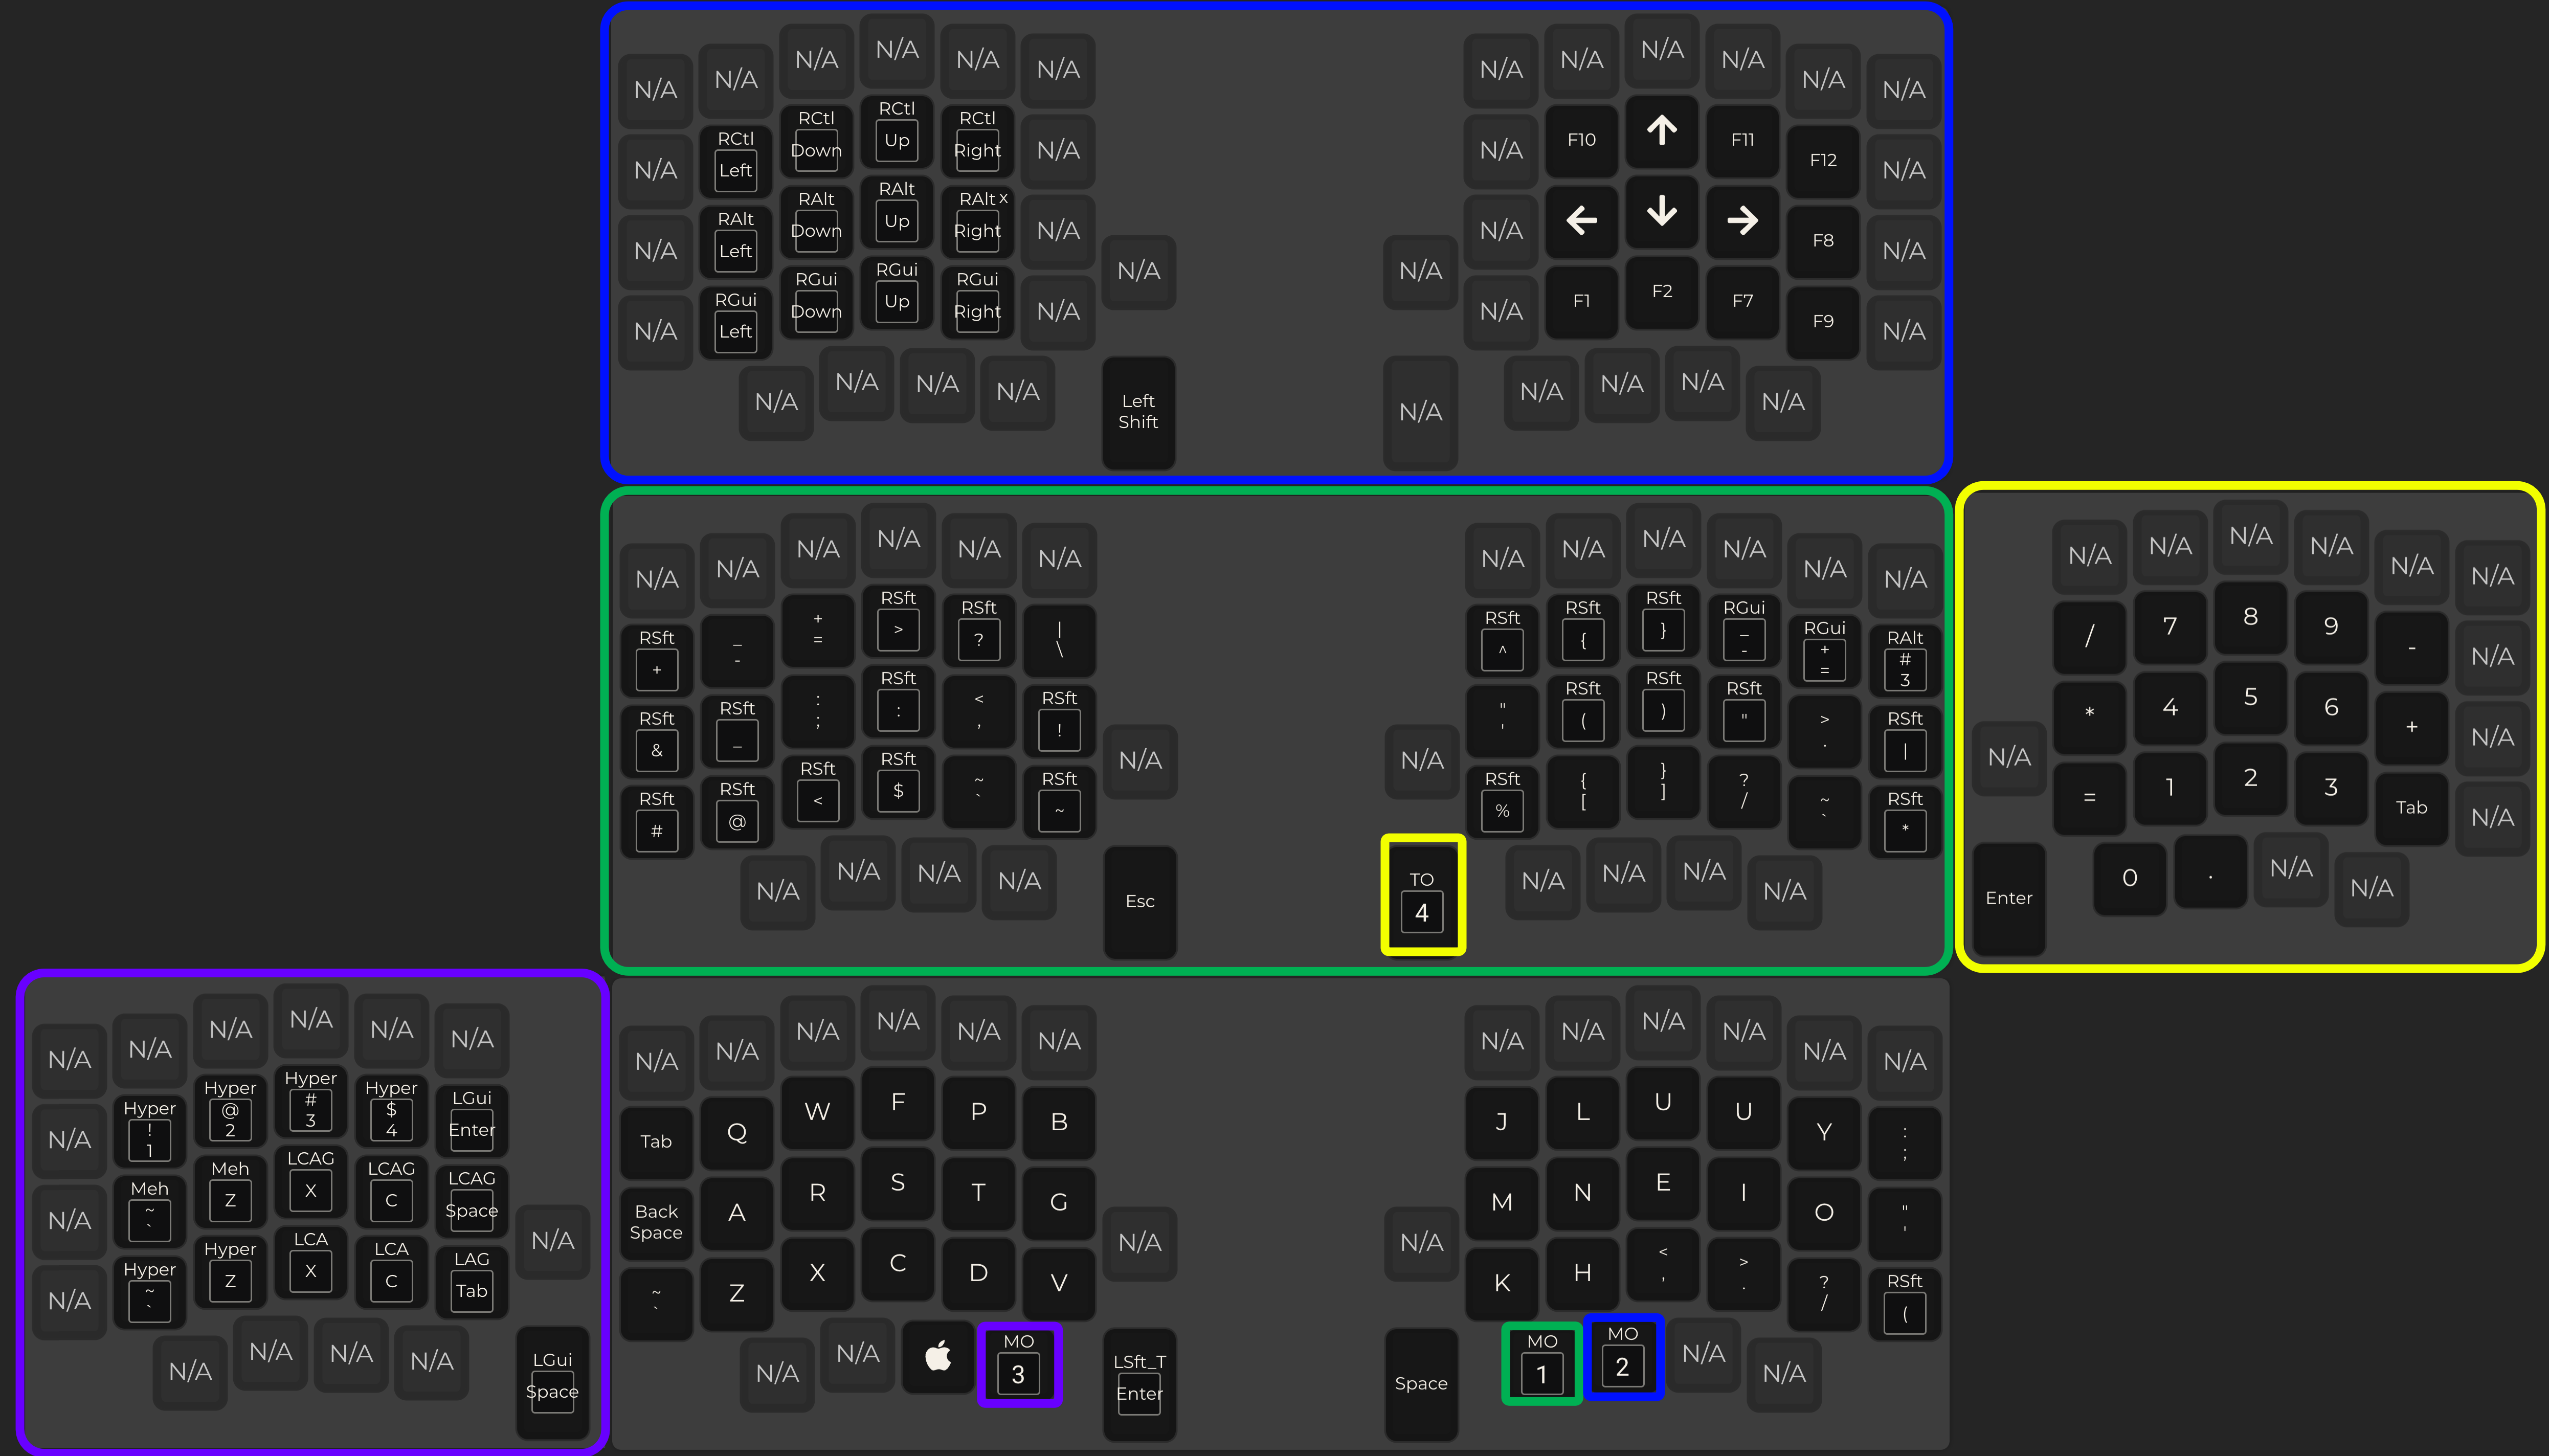 N/A N/A N/A N/A N/A N/A N/A N/A N/A N/A N/A N/A
N/A RCtl Left RCtl Down RCtl Up RCtl Right N/A N/A F10 ↑ F11 F12 N/A
N/A RAlt Left RAlt Down RAlt Up RAlt x Right N/A N/A ← ↓ → F8 N/A
N/A RGui Left RGui Down RGui Up RGui Right N/A N/A N/A N/A F1 F2 F7 F9 N/A
N/A N/A N/A N/A Left Shift N/A N/A N/A N/A N/A
N/A N/A N/A N/A N/A N/A N/A N/A N/A N/A N/A N/A
RSft + _ - + = RSft > RSft ? | \ RSft ^ RSft { RSft } RGui _ - RGui + = RAlt # 3
RSft & RSft _ : ; RSft : < , RSft ! " ' RSft ( RSft ) RSft " > . RSft |
RSft # RSft @ RSft < RSft $ ~ ` RSft ~ N/A N/A RSft % { [ } ] ? / ~ ` RSft *
N/A N/A N/A N/A Esc TO 4 N/A N/A N/A N/A
N/A N/A N/A N/A N/A N/A
/ 7 8 9 - N/A
* 4 5 6 + N/A
N/A = 1 2 3 Tab N/A
Enter 0 . N/A N/A
N/A N/A N/A N/A N/A N/A
N/A Hyper ! 1 Hyper @ 2 Hyper # 3 Hyper $ 4 LGui Enter
N/A Meh ~ ` Meh Z LCAG X LCAG C LCAG Space
N/A Hyper ~ ` Hyper Z LCA X LCA C LAG Tab N/A
N/A N/A N/A N/A LGui Space
N/A N/A N/A N/A N/A N/A N/A N/A N/A N/A N/A N/A
Tab Q W F P B J L U U Y : ;
Back Space A R S T G M N E I O " '
~ ` Z X C D V N/A N/A K H < , > . ? / RSft (
N/A N/A MO 3 LSft_T Enter Space MO 1 MO 2 N/A N/A